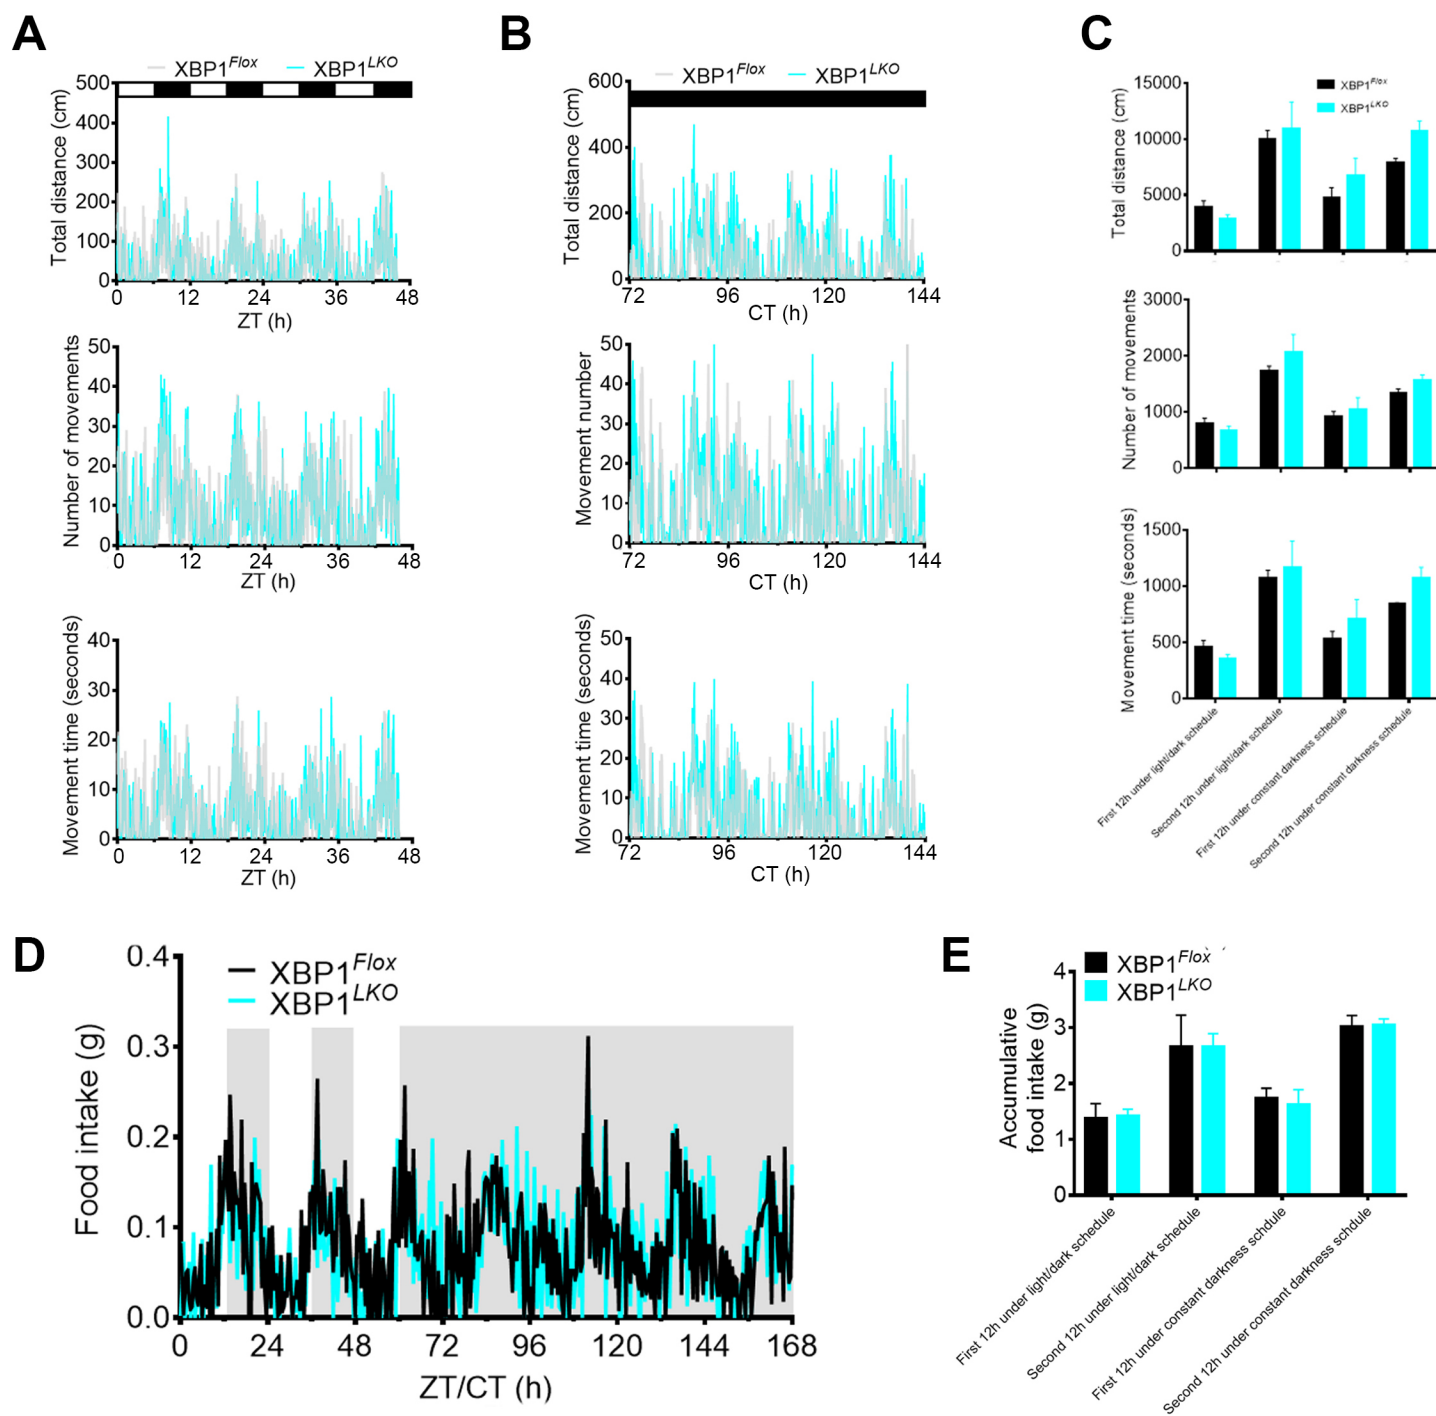 A
XBP1Flox XBP1LKO
500
400
300
200
100
0
Total distance (cm)
0 12 24 36 48
ZT (h)
50
40
30
20
10
0
Number of movements
0 12 24 36 48
ZT (h)
40
30
20
10
0
Movement time (seconds)
0 12 24 36 48
ZT (h)
B
XBP1Flox XBP1LKO
600
400
200
0
Total distance (cm)
72 96 120 144
CT (h)
50
40
30
20
10
0
Movement number
72 96 120 144
CT (h)
50
40
30
20
10
0
Movement time (seconds)
72 96 120 144
CT (h)
C
XBP1Flox
XBP1LKO
15000
10000
5000
0
Total distance (cm)
3000
2000
1000
0
Number of movements
1500
1000
500
0
Movement time (seconds)
First 12h under light/dark schedule
Second 12h under light/dark schedule
First 12h under constant darkness schedule
Second 12h under constant darkness schedule
D
XBP1Flox
XBP1LKO
0.4
0.3
0.2
0.1
0.0
Food intake (g)
0 24 48 72 96 120 144 168
ZT/CT (h)
E
XBP1Flox
XBP1LKO
4
3
2
1
0
Accumulative
food intake (g)
First 12h under light/dark schedule
Second 12h under light/dark schedule
First 12h under constant darkness schdule
Second 12h under constant darkness schdule